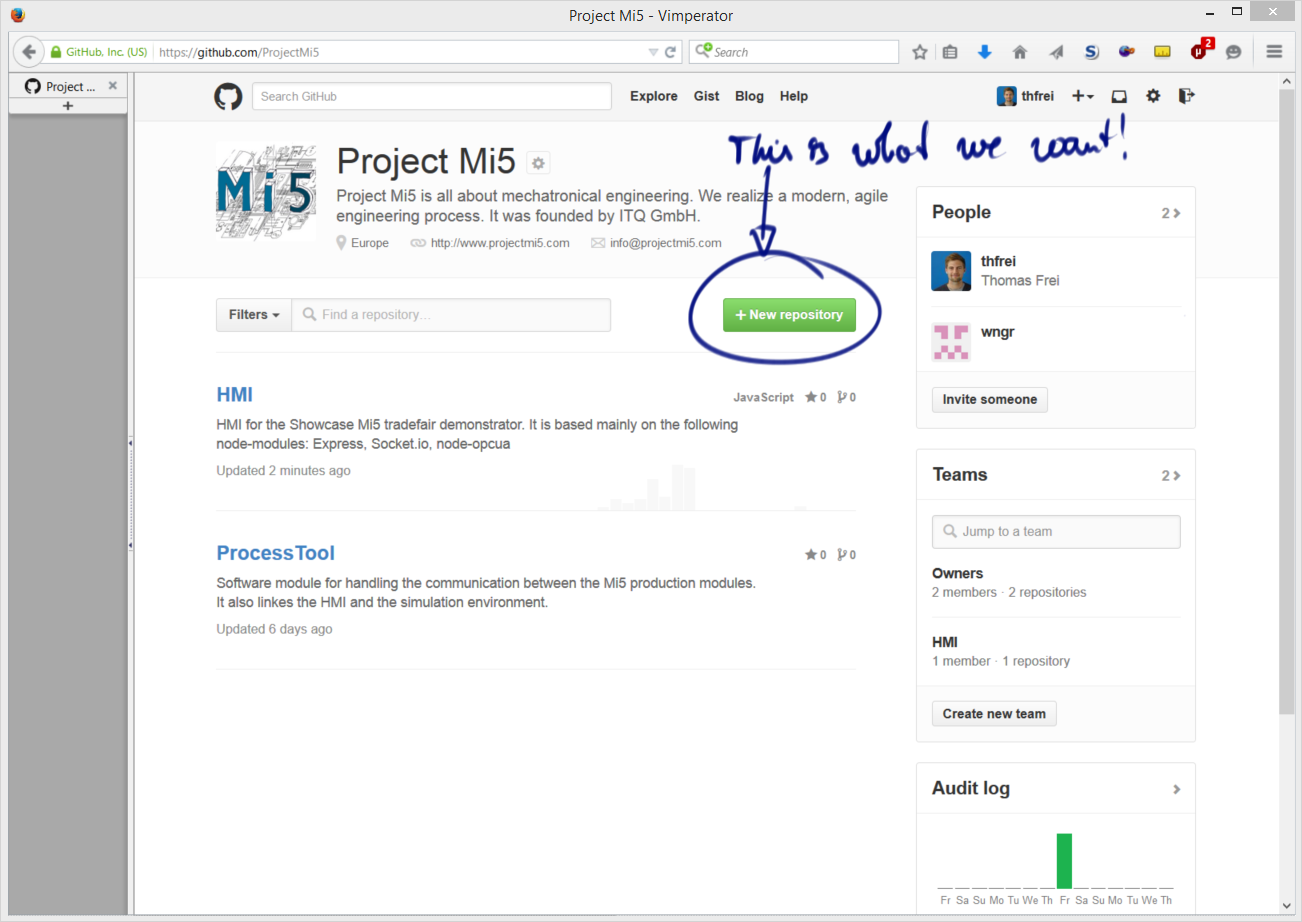 Project Mi5 - Vimperator
GitHub, Inc. (US) https://github.com/ProjectMi5
Search
2
Project ...
+
Search GitHub
Explore Gist Blog Help
thfrei
This is what we want!
Mi5
Project Mi5
Project Mi5 is all about mechatronical engineering. We realize a modern, agile
engineering process. It was founded by ITQ GmbH.
Europe http://www.projectmi5.com info@projectmi5.com
Filters
Find a repository...
+ New repository
HMI
JavaScript 0 0
HMI for the Showcase Mi5 tradefair demonstrator. It is based mainly on the following
node-modules: Express, Socket.io, node-opcua
Updated 2 minutes ago
ProcessTool
0 0
Software module for handling the communication between the Mi5 production modules.
It also linkes the HMI and the simulation environment.
Updated 6 days ago
People 2
thfrei
Thomas Frei
wngr
Invite someone
Teams 2
Jump to a team
Owners
2 members · 2 repositories
HMI
1 member · 1 repository
Create new team
Audit log
Fr Sa Su Mo Tu We Th Fr Sa Su Mo Tu We Th